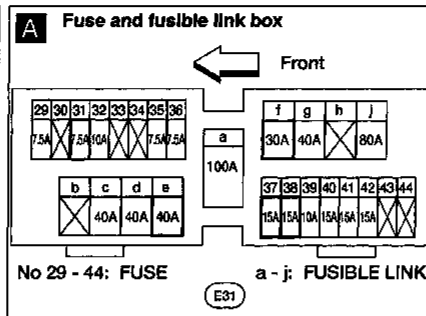 A Fuse and fusible link box
Front
29 30 31 32 33 34 35 36
7.5A 7.5A 10A 7.5A 7.5A
a
100A
f g h j
30A 40A 80A
b c d e
40A 40A 40A
37 38 39 40 41 42 43 44
15A 15A 10A 15A 15A 15A
No 29 - 44: FUSE
a - j: FUSIBLE LINK
E31